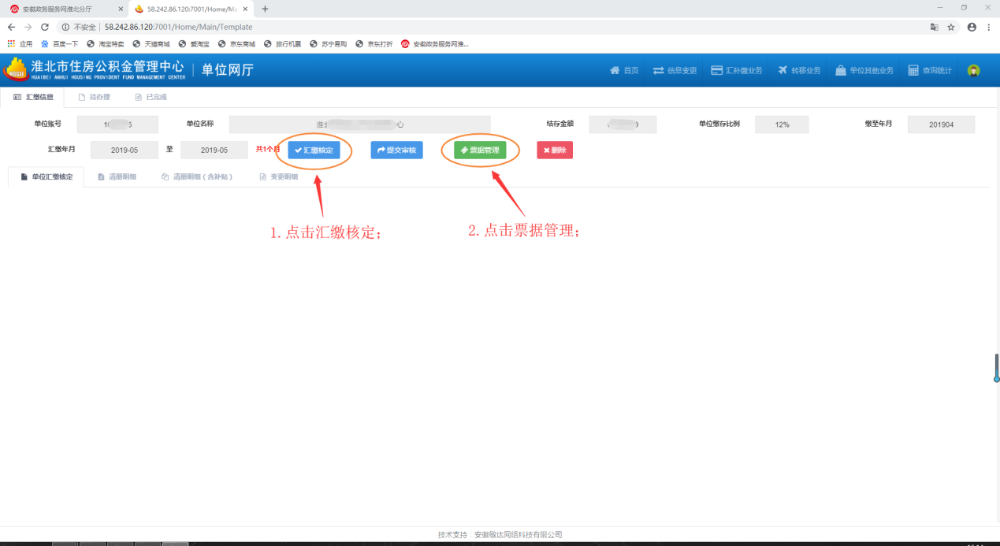 安徽政务服务网淮北分厅
58.242.86.120:7001/Home/Ma
不安全 58.242.86.120:7001/Home/Main/Template
应用 百度一下 淘宝特卖 天猫商城 爱淘宝 京东商城 旅行机票 苏宁易购 京东打折 安徽政务服务网淮...
淮北市住房公积金管理中心 单位网厅
HUAIBEI ANHUI HOUSING PROVIDENT FUND MANAGEMENT CENTER
首页 信息变更 汇补缴业务 转移业务 单位其他业务 查询统计
汇缴信息 待办理 已完成
单位账号 单位名称 淮 心 结存金额 单位缴存比例 12% 缴至年月 201904
汇缴年月 2019-05 至 2019-05 共1个月 汇缴核定 提交审核 票据管理 删除
单位汇缴核定 清册明细 清册明细(含补贴) 变更明细
1.点击汇缴核定; 2.点击票据管理;
技术支持:安徽敏达网络科技有限公司